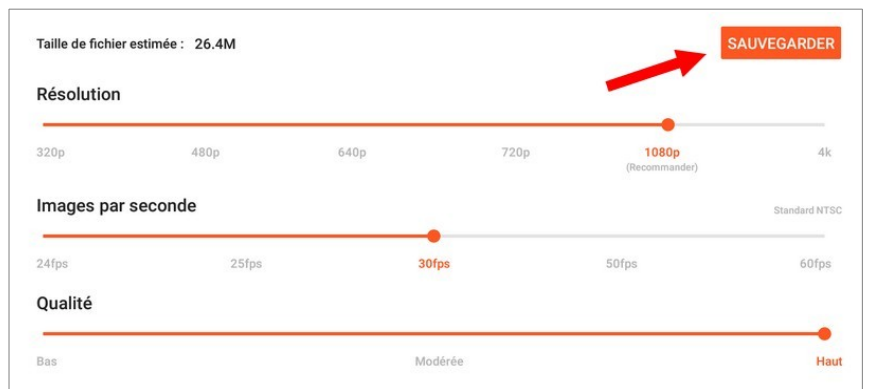 Taille de fichier estimée : 26.4M
SAUVEGARDER
Résolution
320p 480p 640p 720p 1080p 4k
(Recommander)
Images par seconde
Standard NTSC
24fps 25fps 30fps 50fps 60fps
Qualité
Bas Modérée Haut